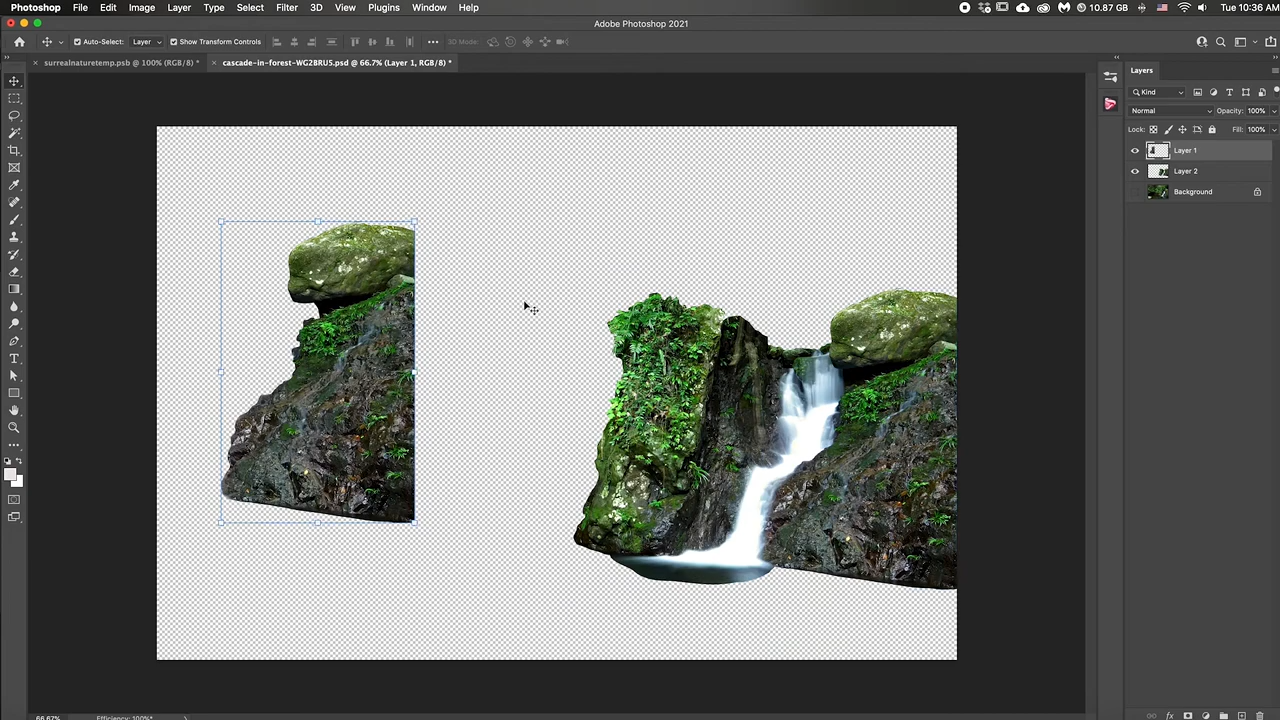 Photoshop File Edit Image Layer Type Select Filter 3D View Plugins Window Help 10.87 GB Tue 10:36 AM
Adobe Photoshop 2021
Auto-Select: Layer Show Transform Controls 3D Mode:
surrealnaturetemp.psb @ 100% (RGB/8) * cascade-in-forest-WG28RU5.psd @ 66.7% (Layer 1, RGB/8) *
Layers
Kind
Normal Opacity: 100%
Lock: Fill: 100%
Layer 1
Layer 2
Background
66.67% Efficiency: 100%*